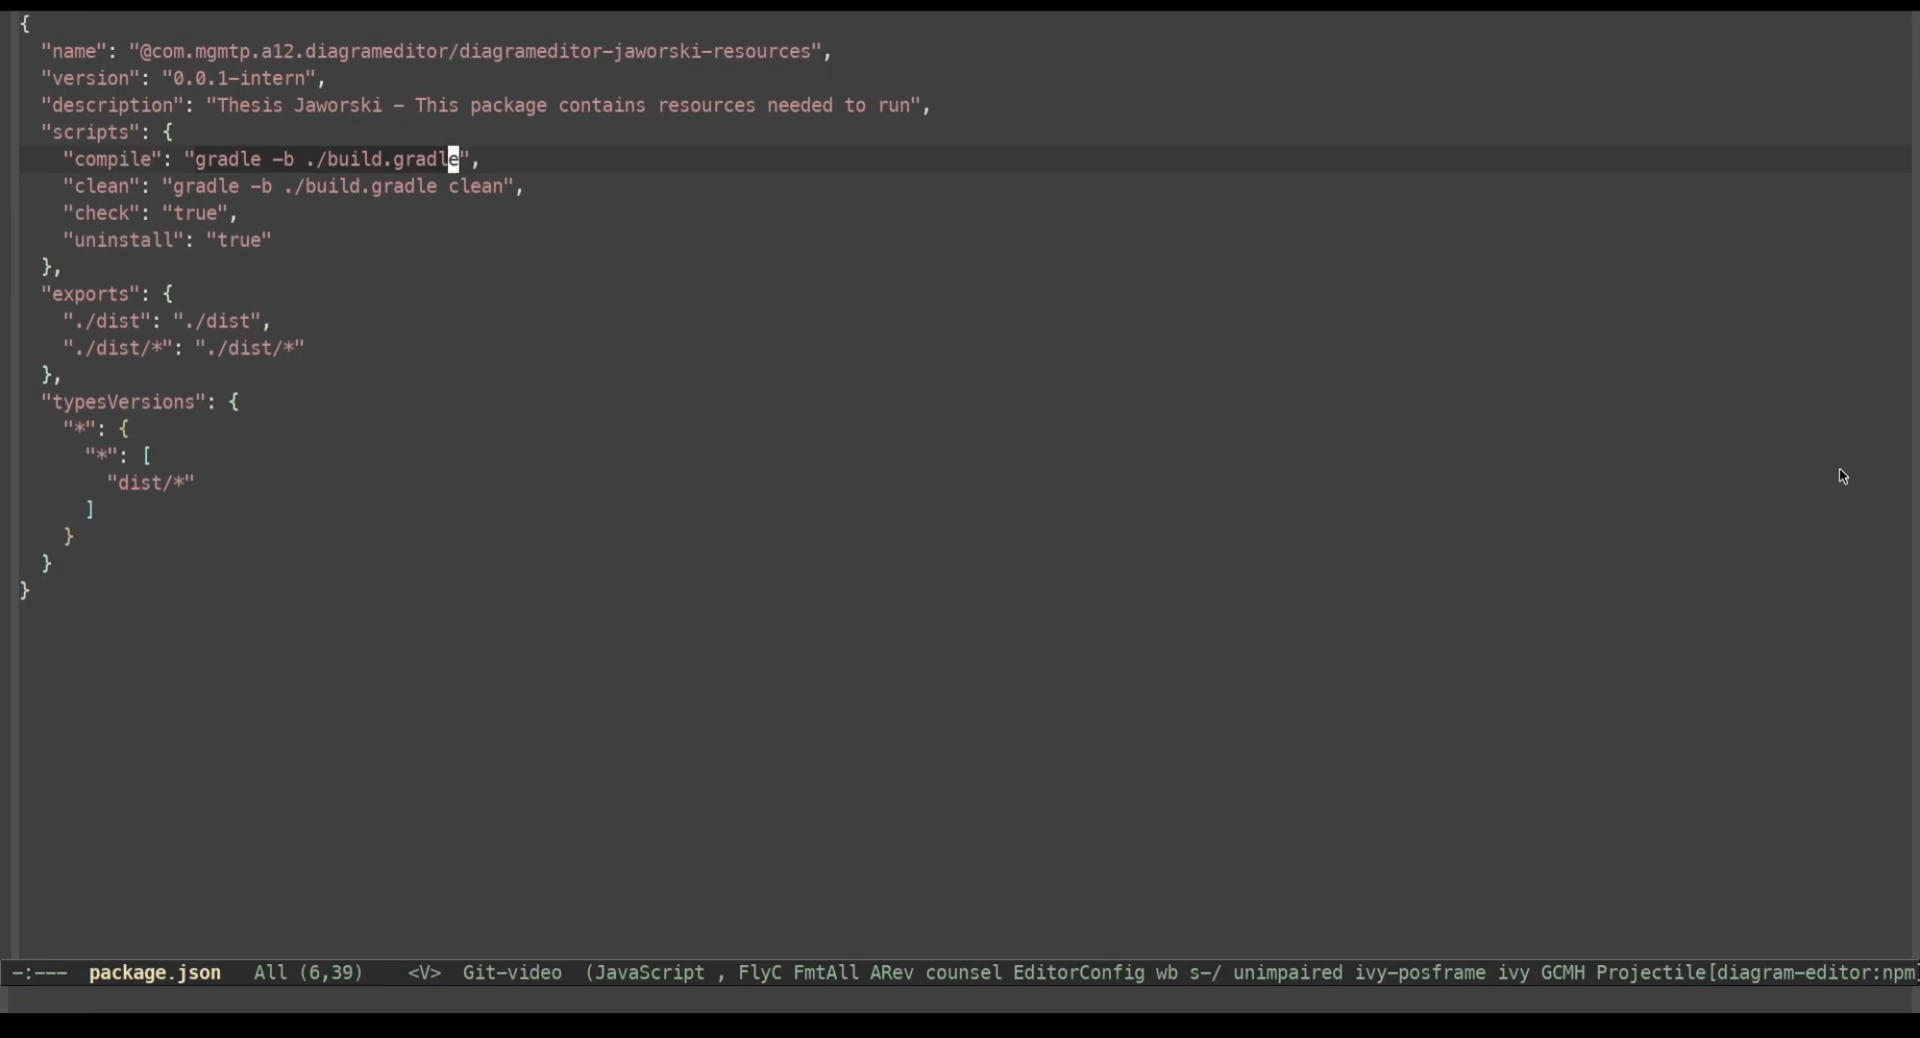 {
  "name": "@com.mgmtp.a12.diagrameditor/diagrameditor-jaworski-resources",
  "version": "0.0.1-intern",
  "description": "Thesis Jaworski - This package contains resources needed to run",
  "scripts": {
    "compile": "gradle -b ./build.gradle",
    "clean": "gradle -b ./build.gradle clean",
    "check": "true",
    "uninstall": "true"
  },
  "exports": {
    "./dist": "./dist",
    "./dist/*": "./dist/*"
  },
  "typesVersions": {
    "*": {
      "*": [
        "dist/*"
      ]
    }
  }
}
-:--- package.json All (6,39) <V> Git-video (JavaScript , FlyC FmtAll ARev counsel EditorConfig wb s-/ unimpaired ivy-posframe ivy GCMH Projectile[diagram-editor:npm]